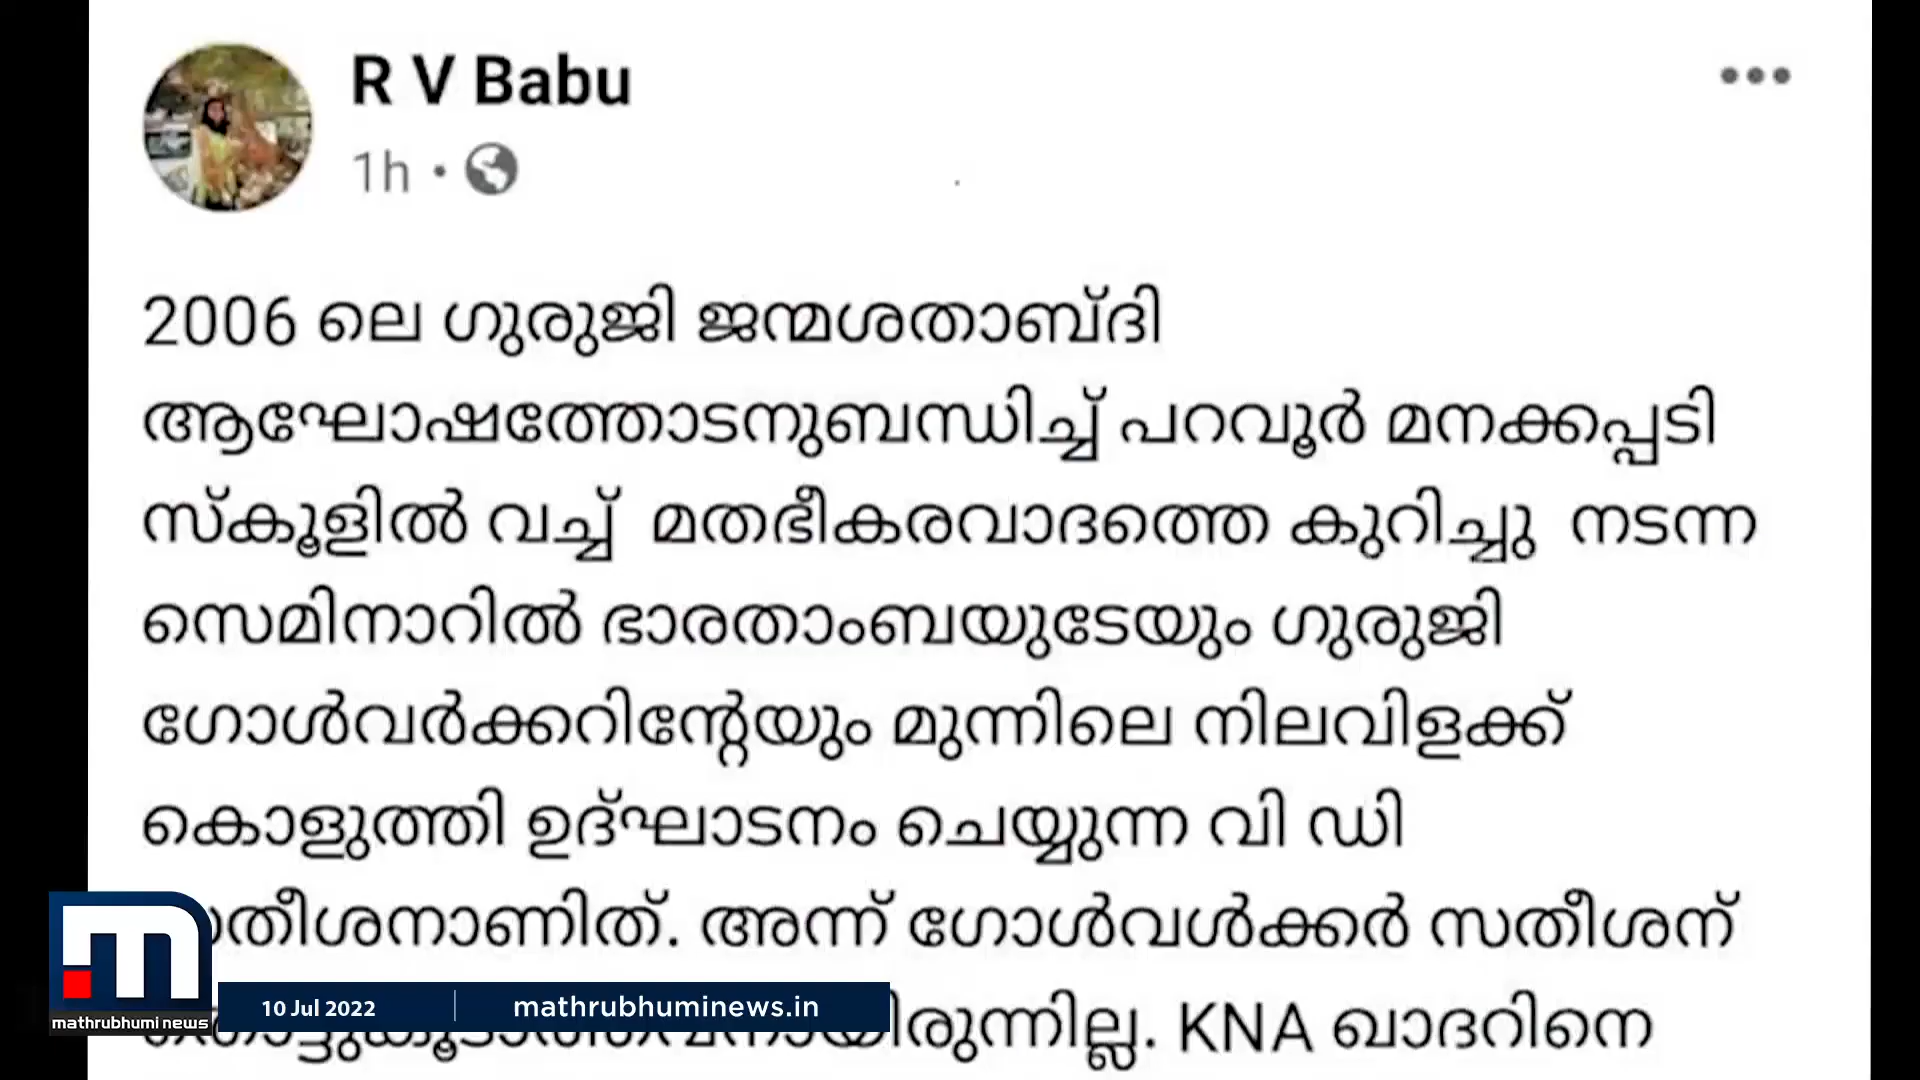 R V Babu
1h
2006 ലെ ഗുരുജി ജന്മശതാബ്ദി
ആഘോഷത്തോടനുബന്ധിച്ച് പറവൂർ മനക്കപ്പടി
സ്കൂളിൽ വച്ച് മതഭീകരവാദത്തെ കുറിച്ചു നടന്ന
സെമിനാറിൽ ഭാരതാംബയുടേയും ഗുരുജി
ഗോൾവർക്കറിന്റേയും മുന്നിലെ നിലവിളക്ക്
കൊളുത്തി ഉദ്ഘാടനം ചെയ്യുന്ന വി ഡി
സതീശനാണിത്. അന്ന് ഗോൾവൾക്കർ സതീശന്
KNA ഖാദറിനെ
mathrubhumi news
10 Jul 2022
mathrubhuminews.in